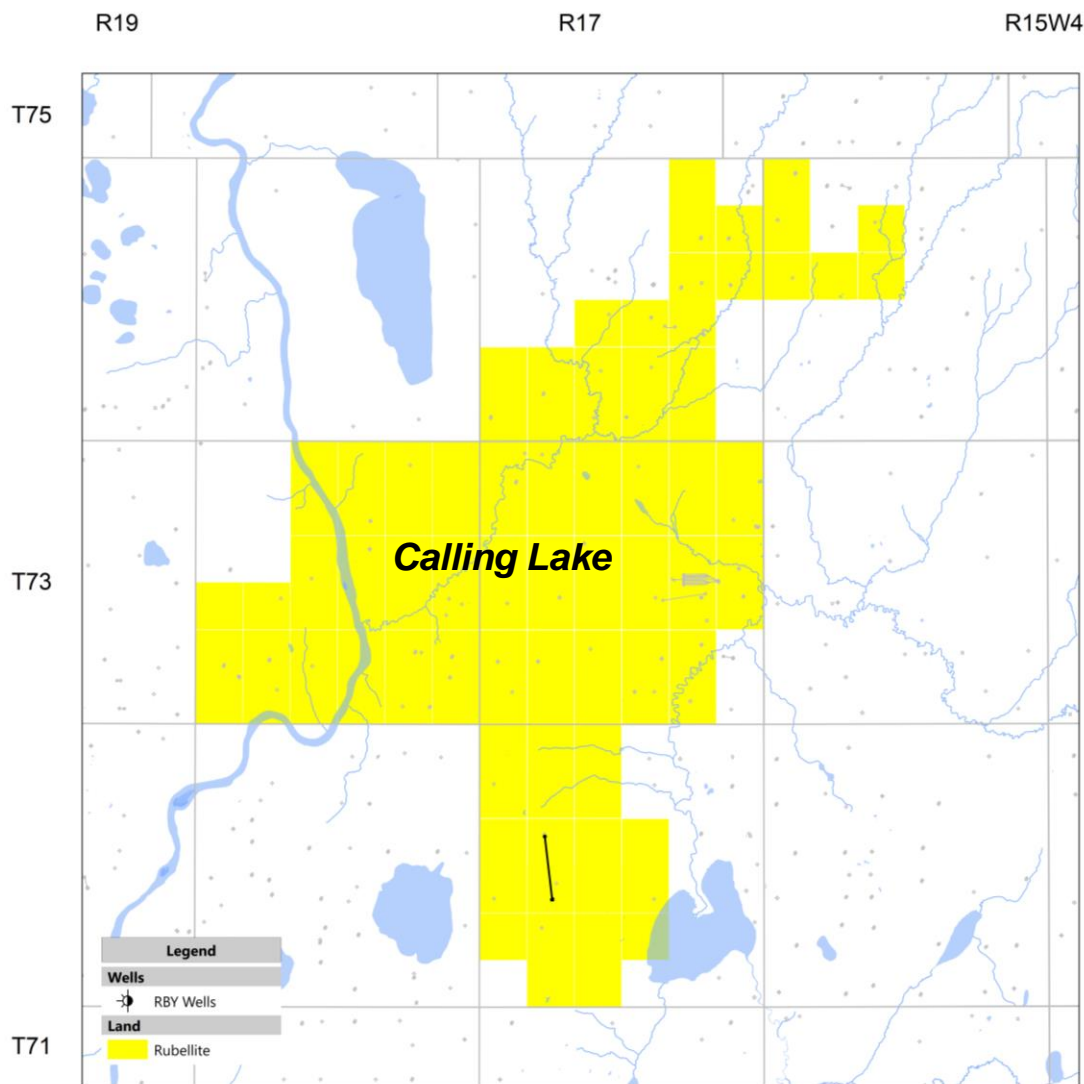 R19 R17 R15W4
T75
Calling Lake
T73
Legend
Wells
RBY Wells
Land
Rubellite
T71